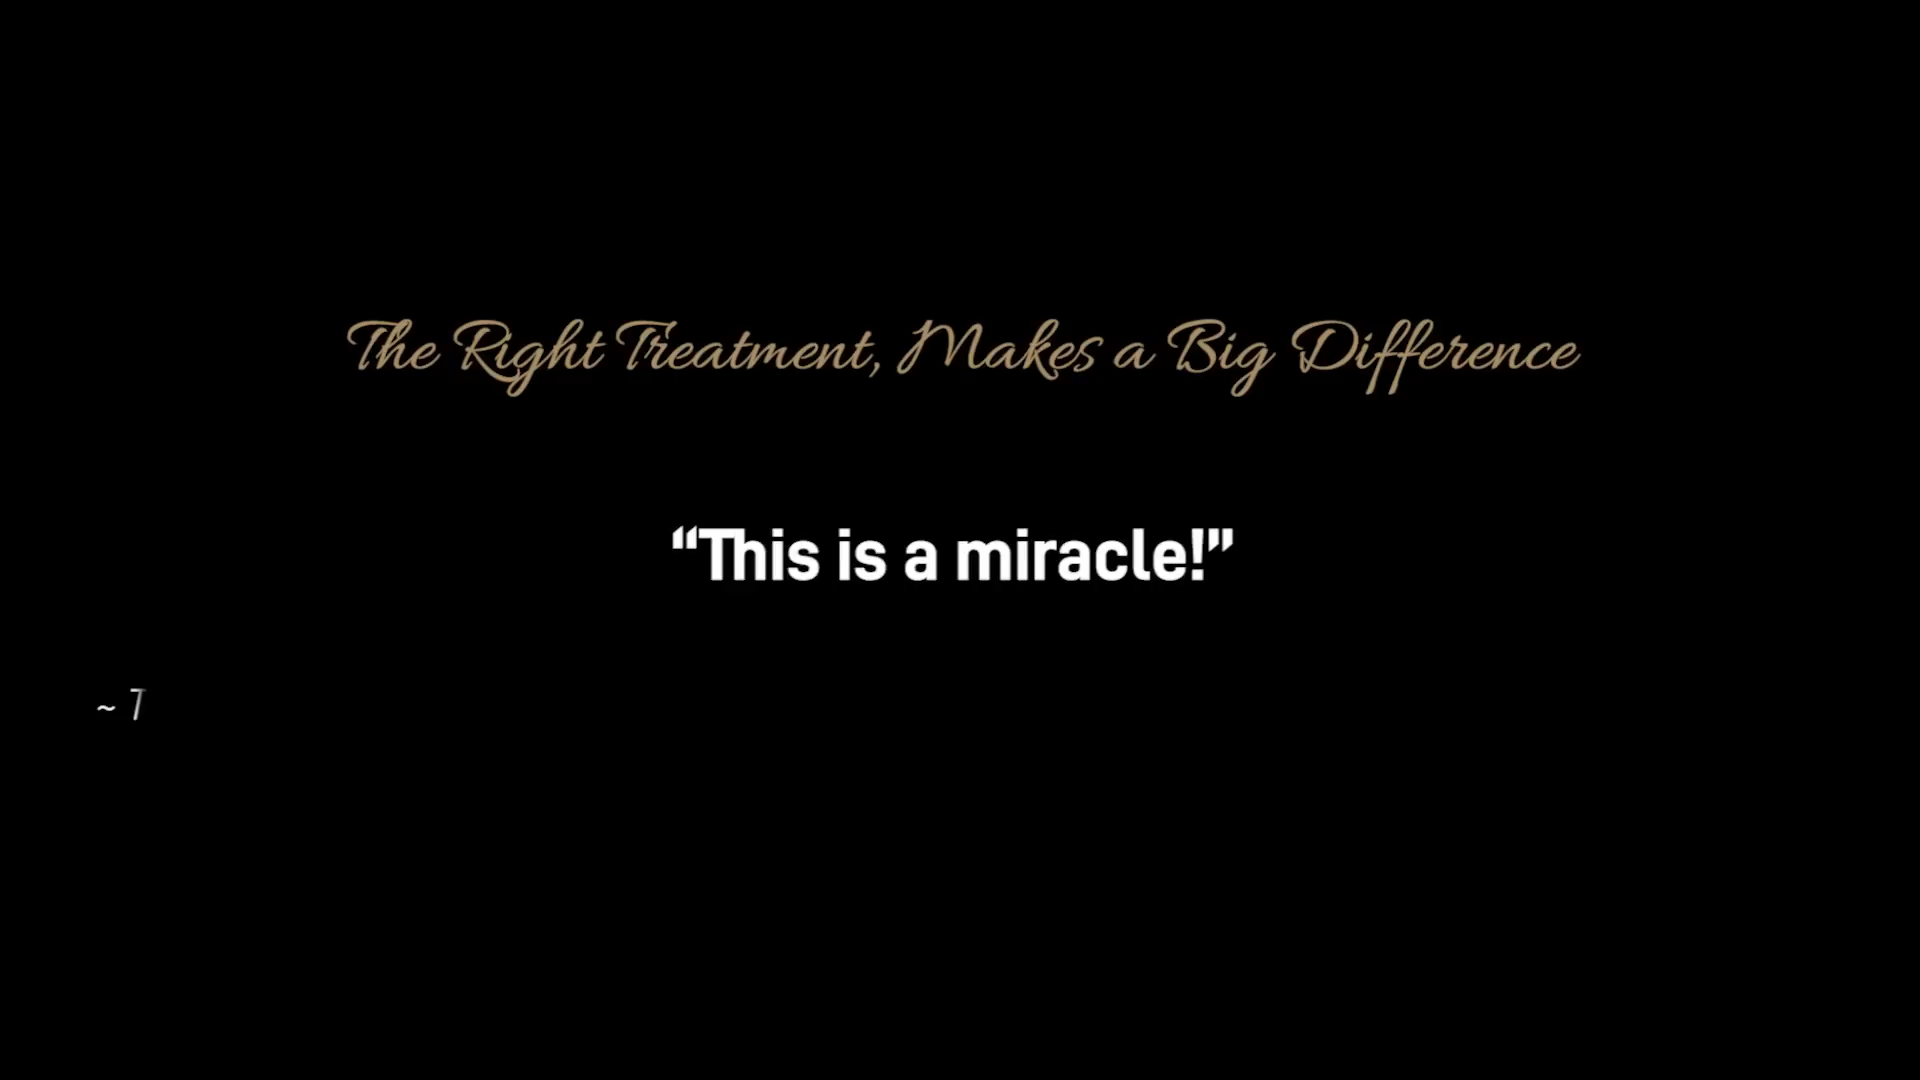 The Right Treatment, Makes a Big Difference
“This is a miracle!”
~ T